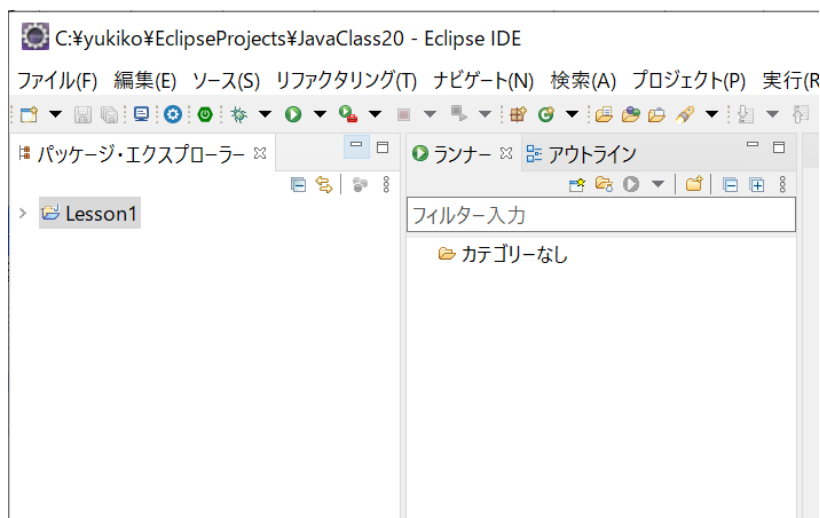 C:¥yukiko¥EclipseProjects¥JavaClass20 - Eclipse IDE
ファイル(F) 編集(E) ソース(S) リファクタリング(T) ナビゲート(N) 検索(A) プロジェクト(P) 実行(R
パッケージ・エクスプローラー
ランナー アウトライン
Lesson1
フィルター入力
カテゴリーなし